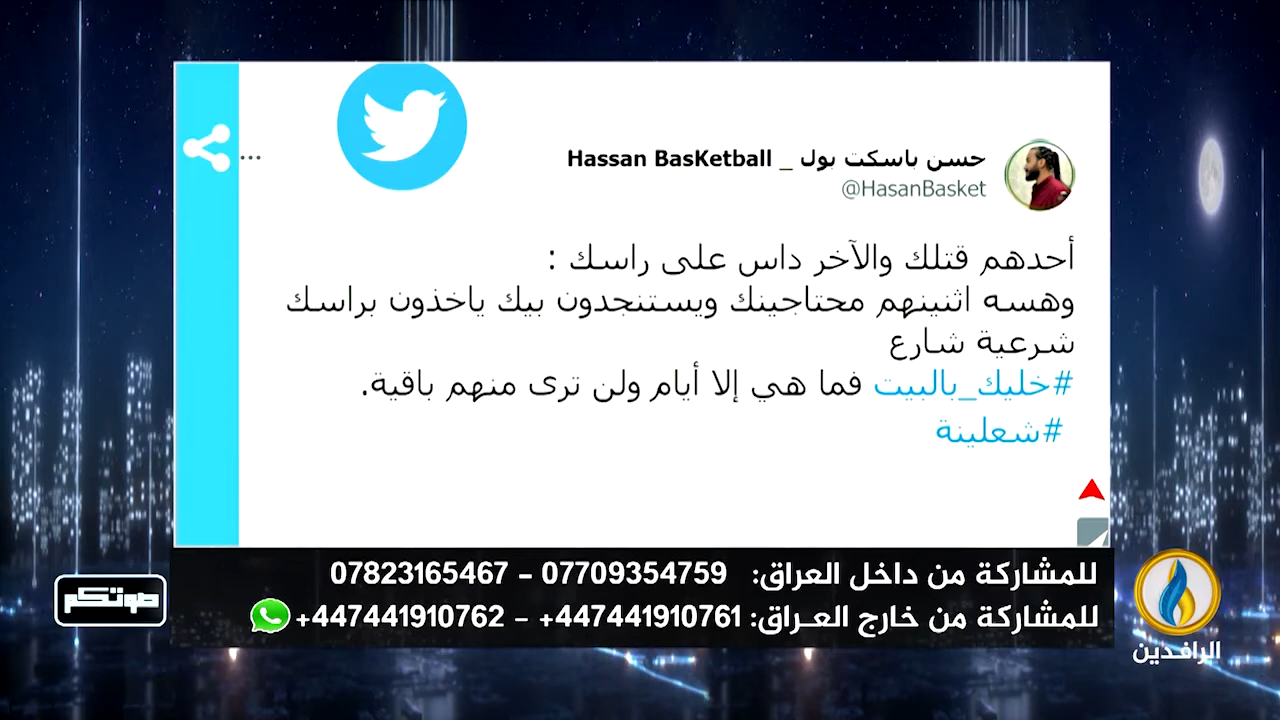 حسن باسكت بول _ Hassan BasKetball
@HasanBasket
...
أحدهم قتلك والآخر داس على راسك :
وهسه اثنينهم محتاجينك ويستنجدون بيك ياخذون براسك
شرعية شارع
#خليك_بالبيت فما هي إلا أيام ولن ترى منهم باقية.
#شعلينة
للمشاركة من داخل العراق: 07709354759 - 07823165467
للمشاركة من خارج العـراق: 447441910761+ - 447441910762+
صوتكم
الرافدين